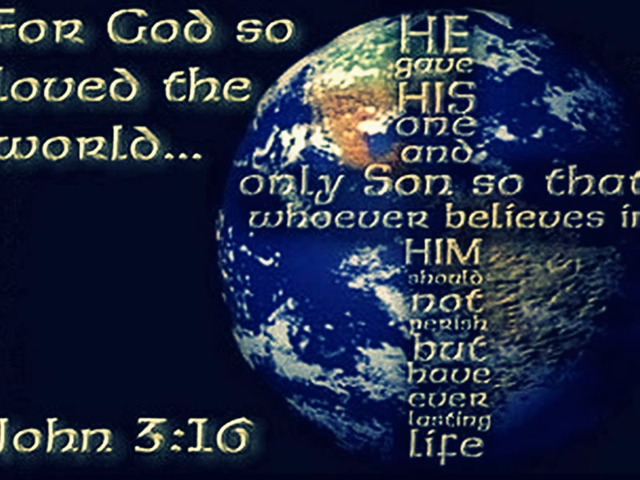 For God so
loved the
world...
HE
gave
HIS
one
and
only Son so that
whoever believes in
HIM
should
not
perish
but
have
ever
lasting
life
John 3:16